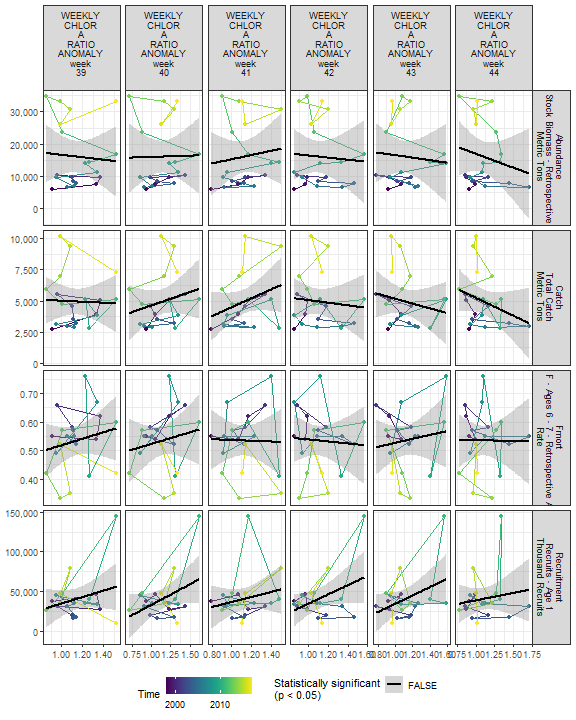 WEEKLY WEEKLY WEEKLY WEEKLY WEEKLY WEEKLY
CHLOR CHLOR CHLOR CHLOR CHLOR CHLOR
A A A A A A
RATIO RATIO RATIO RATIO RATIO RATIO
ANOMALY ANOMALY ANOMALY ANOMALY ANOMALY ANOMALY
week week week week week week
39 40 41 42 43 44
30,000
20,000
10,000
0
Abundance
Stock Biomass - Retrospective
Metric Tons
10,000
7,500
5,000
2,500
0
Catch
Total Catch
Metric Tons
0.70
0.60
0.50
0.40
Fmort
F - Ages 6 - 7 - Retrospective
Rate
150,000
100,000
50,000
0
Recruitment
Recruits - Age 1
Thousand Recruits
1.00 1.20 1.40 0.75 1.00 1.25 1.50 0.80 1.00 1.20 1.40 1.00 1.20 1.40 1.60 0.80 1.00 1.20 1.40 1.60 0.75 1.00 1.25 1.50 1.75
Time
2000 2010
Statistically significant
(p < 0.05)
FALSE